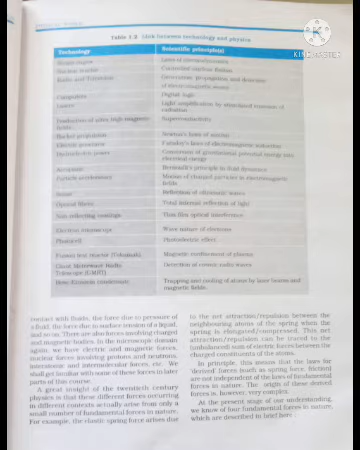 KINEMASTER
Table 1.2 Link between technology and physics
Technology
Scientific principle(s)
Steam engine
Laws of thermodynamics
Nuclear reactor
Controlled nuclear fission
Radio and Television
Generation, propagation and detection
of electromagnetic waves
Computers
Digital logic
Lasers
Light amplification by stimulated emission of
radiation
Production of ultra high magnetic
fields
Superconductivity
Rocket propulsion
Newton's laws of motion
Electric generator
Faraday's laws of electromagnetic induction
Hydroelectric power
Conversion of gravitational potential energy into
electrical energy
Aeroplane
Bernoulli's principle in fluid dynamics
Particle accelerators
Motion of charged particles in electromagnetic
fields
Sonar
Reflection of ultrasonic waves
Optical fibres
Total internal reflection of light
Non-reflecting coatings
Thin film optical interference
Electron microscope
Wave nature of electrons
Photocell
Photoelectric effect
Fusion test reactor (Tokamak)
Magnetic confinement of plasma
Giant Metrewave Radio
Telescope (GMRT)
Detection of cosmic radio waves
Bose-Einstein condensate
Trapping and cooling of atoms by laser beams and
magnetic fields.
contact with fluids, the force due to pressure of
a fluid, the force due to surface tension of a liquid,
and so on. There are also forces involving charged
and magnetic bodies. In the microscopic domain
again, we have electric and magnetic forces,
nuclear forces involving protons and neutrons,
interatomic and intermolecular forces, etc. We
shall get familiar with some of these forces in later
parts of this course.
A great insight of the twentieth century
physics is that these different forces occurring
in different contexts actually arise from only a
small number of fundamental forces in nature.
For example, the elastic spring force arises due
to the net attraction/repulsion between the
neighbouring atoms of the spring when the
spring is elongated/compressed. This net
attraction/repulsion can be traced to the
(unbalanced) sum of electric forces between the
charged constituents of the atoms.
In principle, this means that the laws for
'derived' forces (such as spring force, friction)
are not independent of the laws of fundamental
forces in nature. The origin of these derived
forces is, however, very complex.
At the present stage of our understanding,
we know of four fundamental forces in nature,
which are described in brief here :